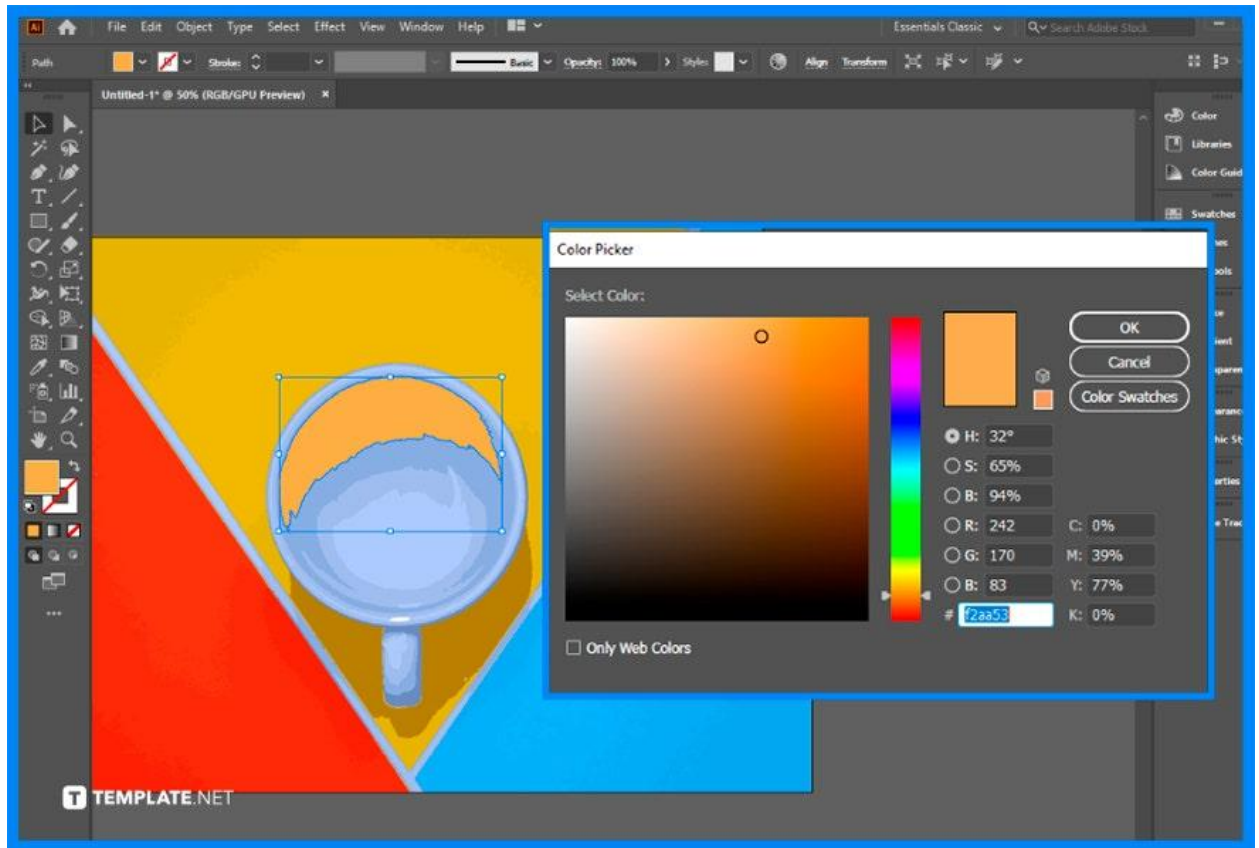 Ai File Edit Object Type Select Effect View Window Help Essentials Classic Search Adobe Stock
Path Stroke: Basic Opacity: 100% Style: Align Transform
Untitled-1* @ 50% (RGB/GPU Preview) ×
Color
Libraries
Color Guid
Swatches
Color Picker
Select Color:
OK
Cancel
Color Swatches
H: 32°
S: 65%
B: 94%
R: 242 C: 0%
G: 170 M: 39%
B: 83 Y: 77%
# f2aa53 K: 0%
Only Web Colors
T TEMPLATE.NET